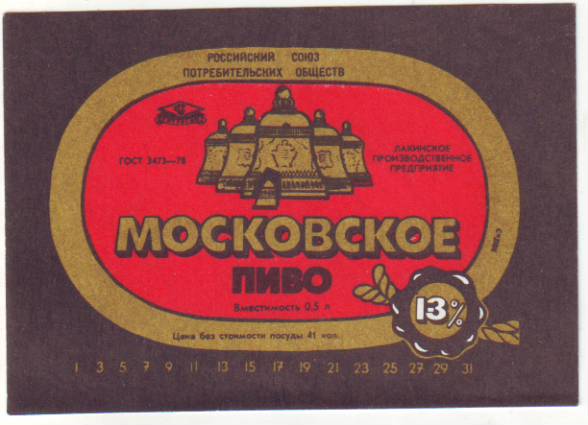 РОССИЙСКИЙ СОЮЗ
ПОТРЕБИТЕЛЬСКИХ ОБЩЕСТВ
ГОСТ 3473—78
ЛАКИНСКОЕ
ПРОИЗВОДСТВЕННОЕ
ПРЕДПРИЯТИЕ
МОСКОВСКОЕ
ПИВО
Вместимость 0,5 л
13%
Цена без стоимости посуды 41 коп.
1 3 5 7 9 11 13 15 17 19 21 23 25 27 29 31